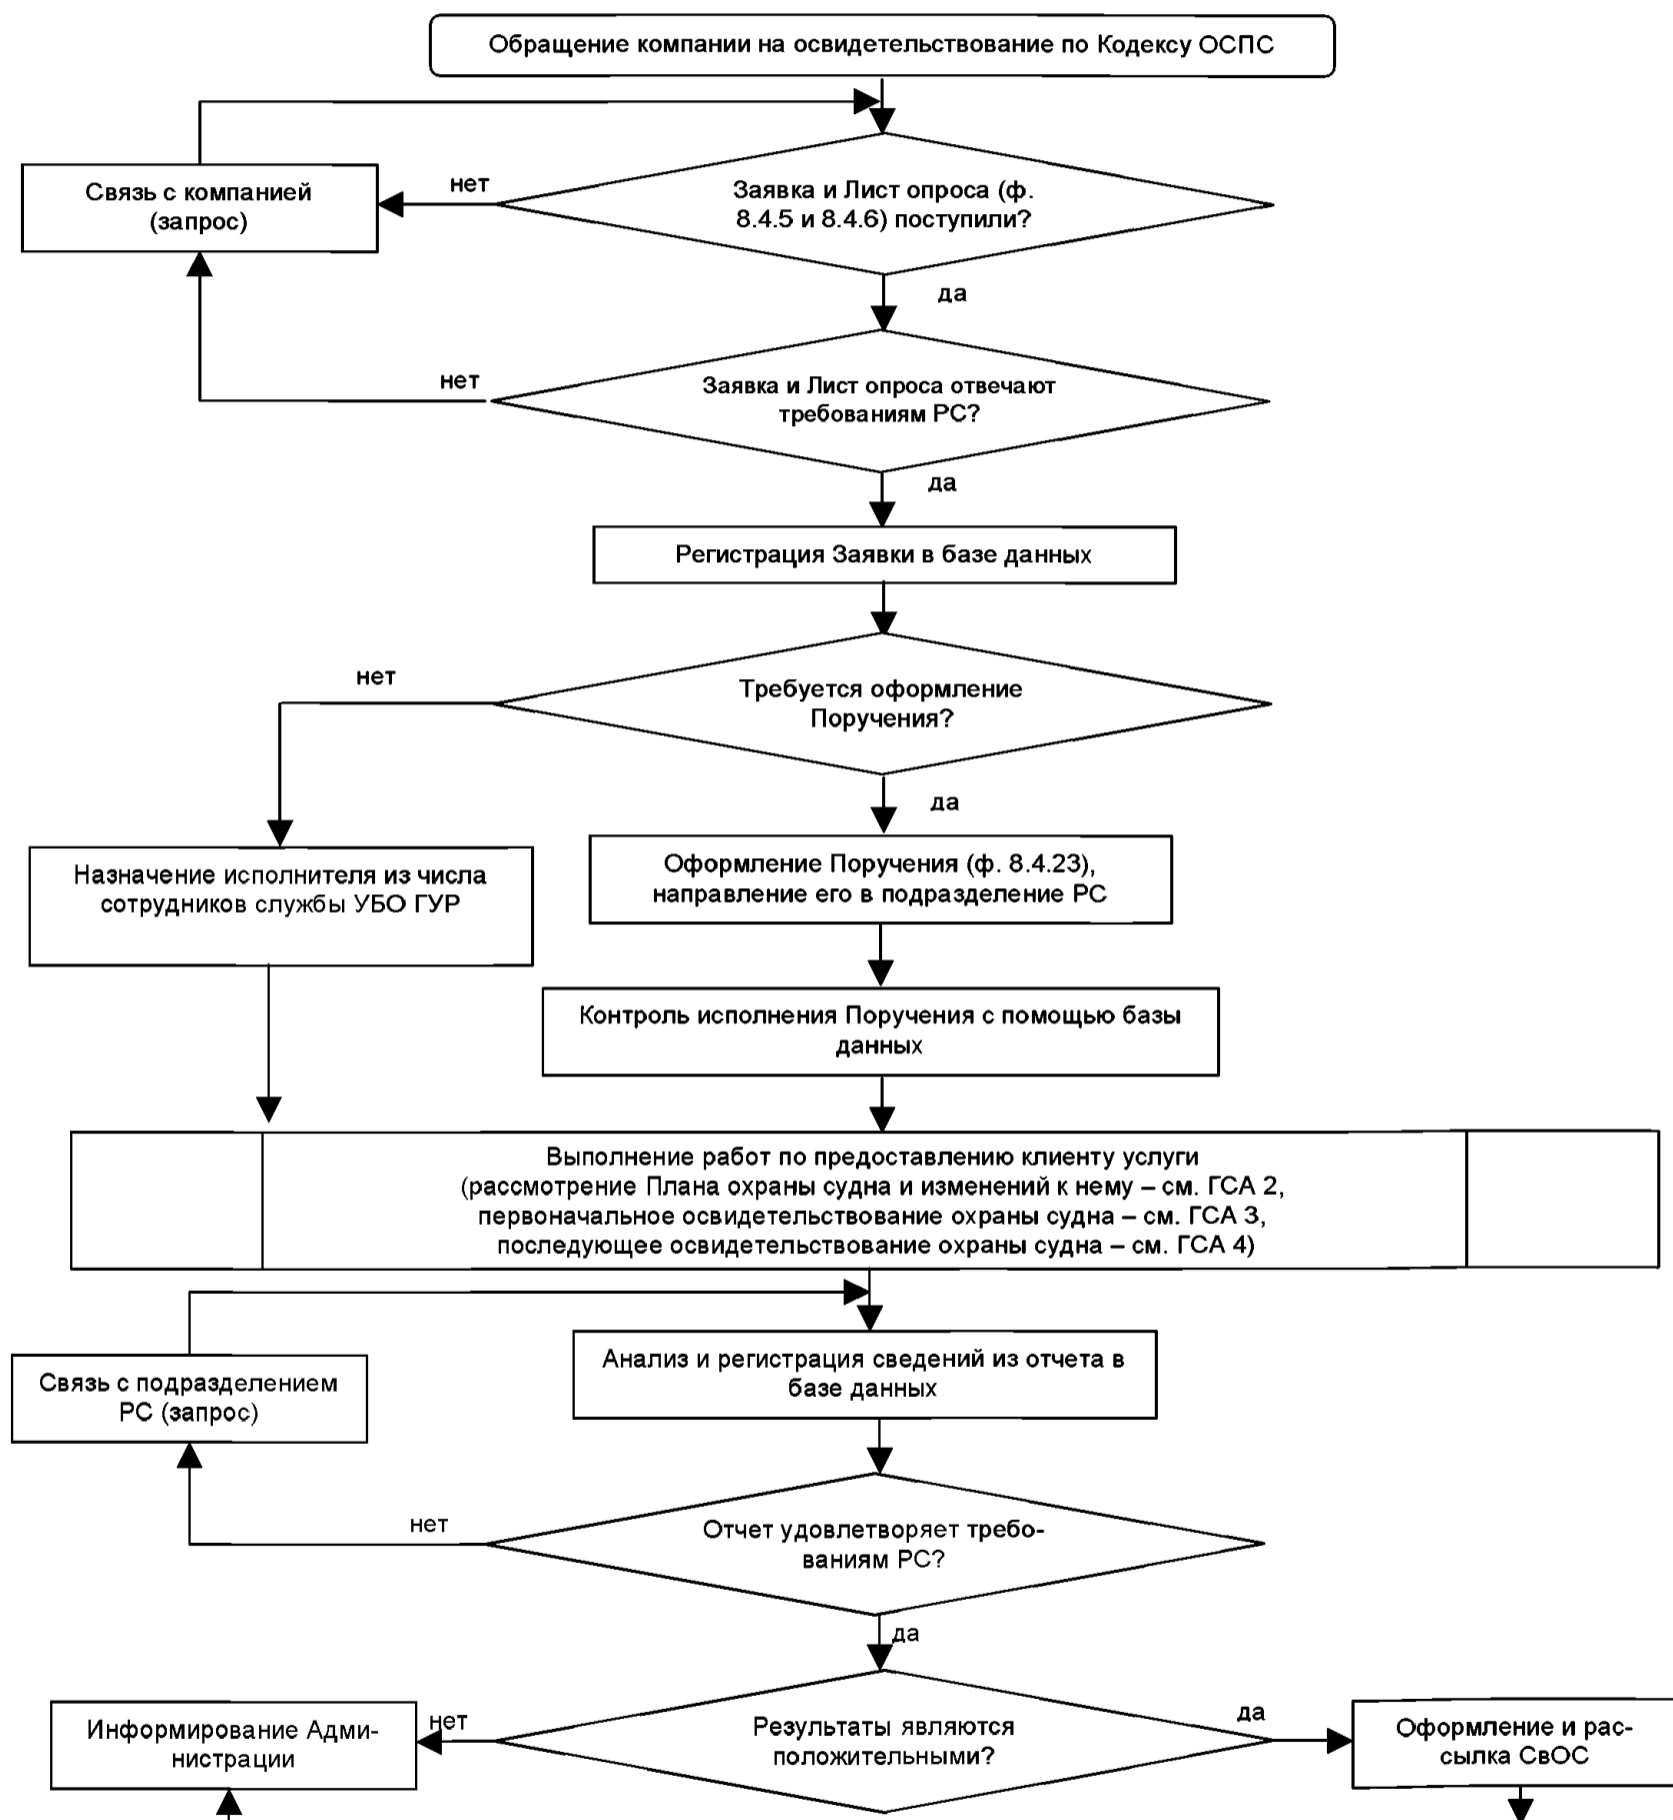 Обращение компании на освидетельствование по Кодексу ОСПС
Связь с компанией
(запрос)
нет
Заявка и Лист опроса (ф.
8.4.5 и 8.4.6) поступили?
да
нет
Заявка и Лист опроса отвечают
требованиям РС?
да
Регистрация Заявки в базе данных
нет
Требуется оформление
Поручения?
да
Назначение исполнителя из числа
сотрудников службы УБО ГУР
Оформление Поручения (ф. 8.4.23),
направление его в подразделение РС
Контроль исполнения Поручения с помощью базы
данных
Выполнение работ по предоставлению клиенту услуги
(рассмотрение Плана охраны судна и изменений к нему – см. ГСА 2,
первоначальное освидетельствование охраны судна – см. ГСА 3,
последующее освидетельствование охраны судна – см. ГСА 4)
Анализ и регистрация сведений из отчета в
базе данных
Связь с подразделением
РС (запрос)
нет
Отчет удовлетворяет требо-
ваниям РС?
да
Информирование Адми-
нистрации
нет
Результаты являются
положительными?
да
Оформление и рас-
сылка СвОС